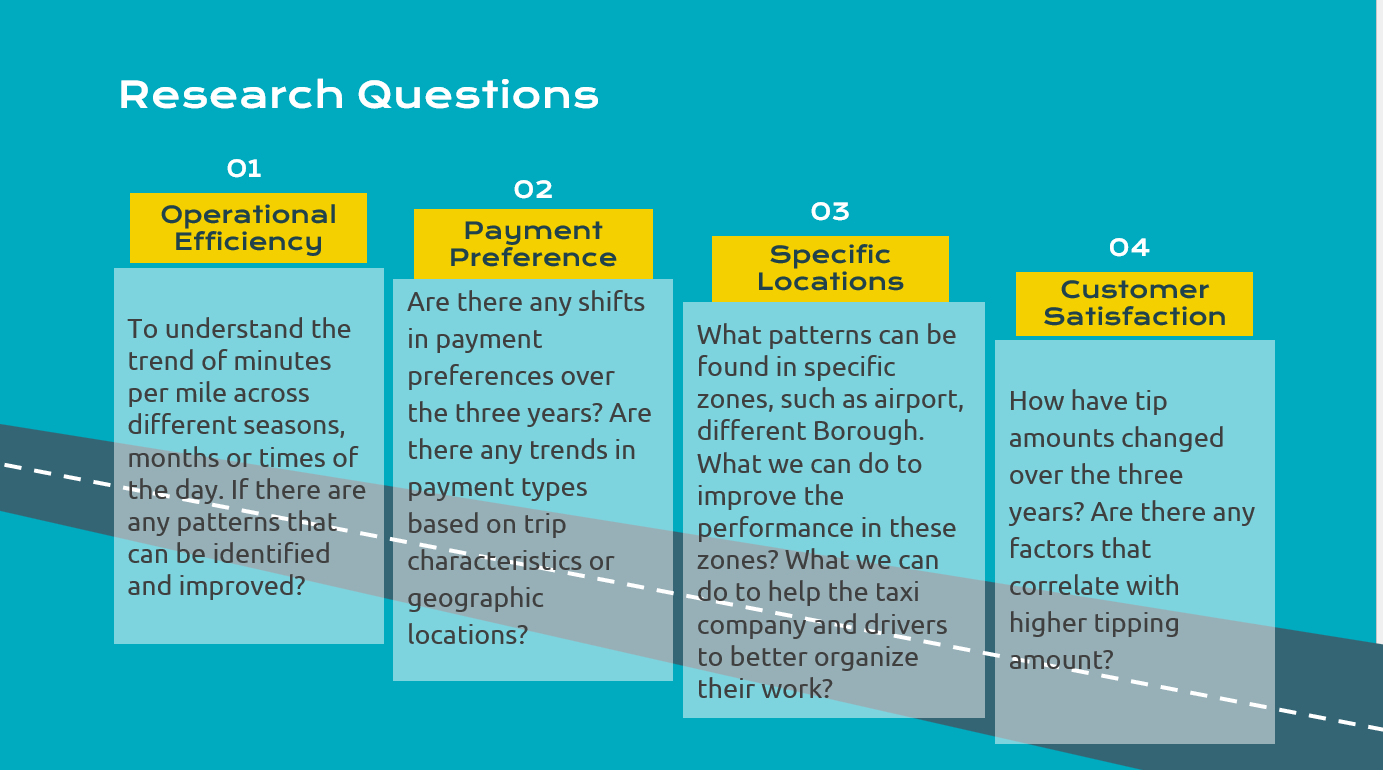 Research Questions
01
Operational
Efficiency
To understand the
trend of minutes
per mile across
different seasons,
months or times of
the day. If there are
any patterns that
can be identified
and improved?
02
Payment
Preference
Are there any shifts
in payment
preferences over
the three years? Are
there any trends in
payment types
based on trip
characteristics or
geographic
locations?
03
Specific
Locations
What patterns can be
found in specific
zones, such as airport,
different Borough.
What we can do to
improve the
performance in these
zones? What we can
do to help the taxi
company and drivers
to better organize
their work?
04
Customer
Satisfaction
How have tip
amounts changed
over the three
years? Are there any
factors that
correlate with
higher tipping
amount?